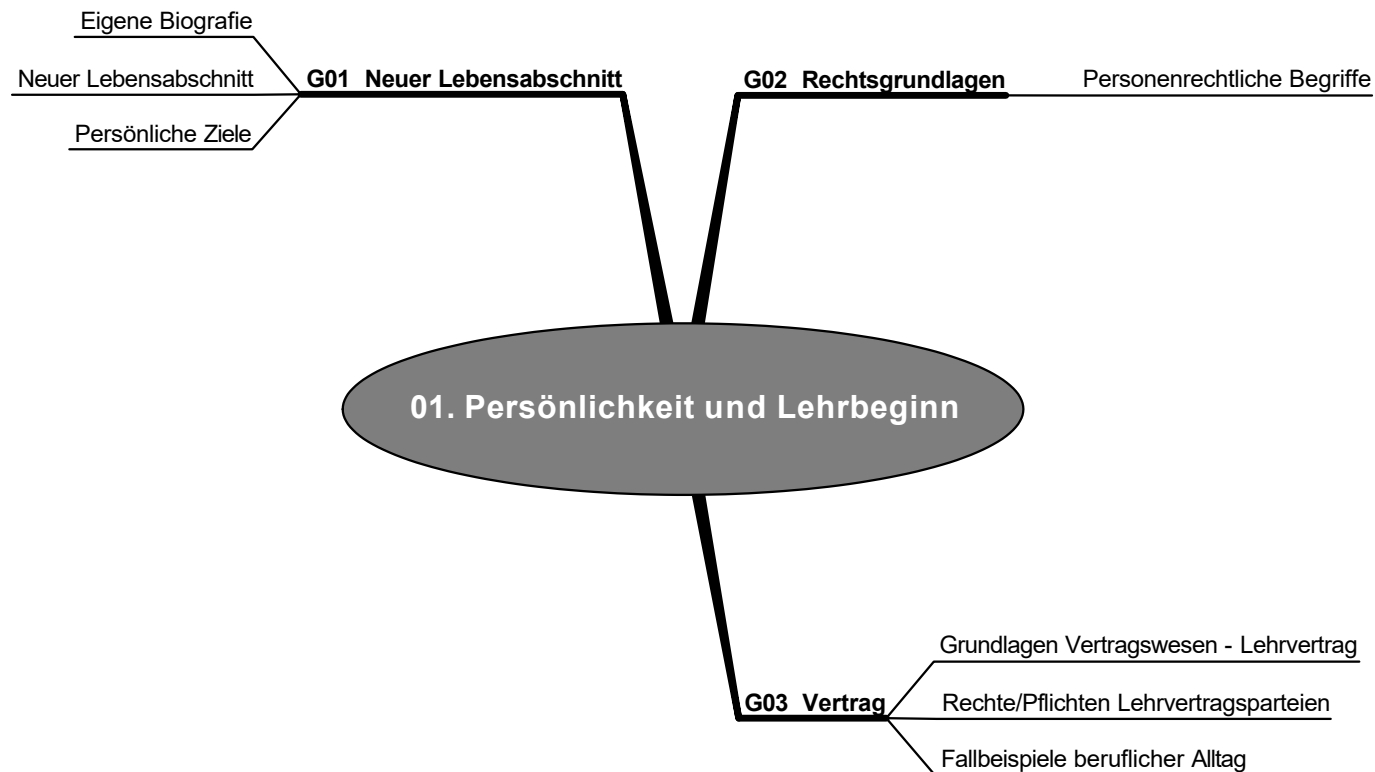 Eigene Biografie
Neuer Lebensabschnitt
Persönliche Ziele
G01 Neuer Lebensabschnitt
G02 Rechtsgrundlagen
Personenrechtliche Begriffe
01. Persönlichkeit und Lehrbeginn
G03 Vertrag
Grundlagen Vertragswesen - Lehrvertrag
Rechte/Pflichten Lehrvertragsparteien
Fallbeispiele beruflicher Alltag